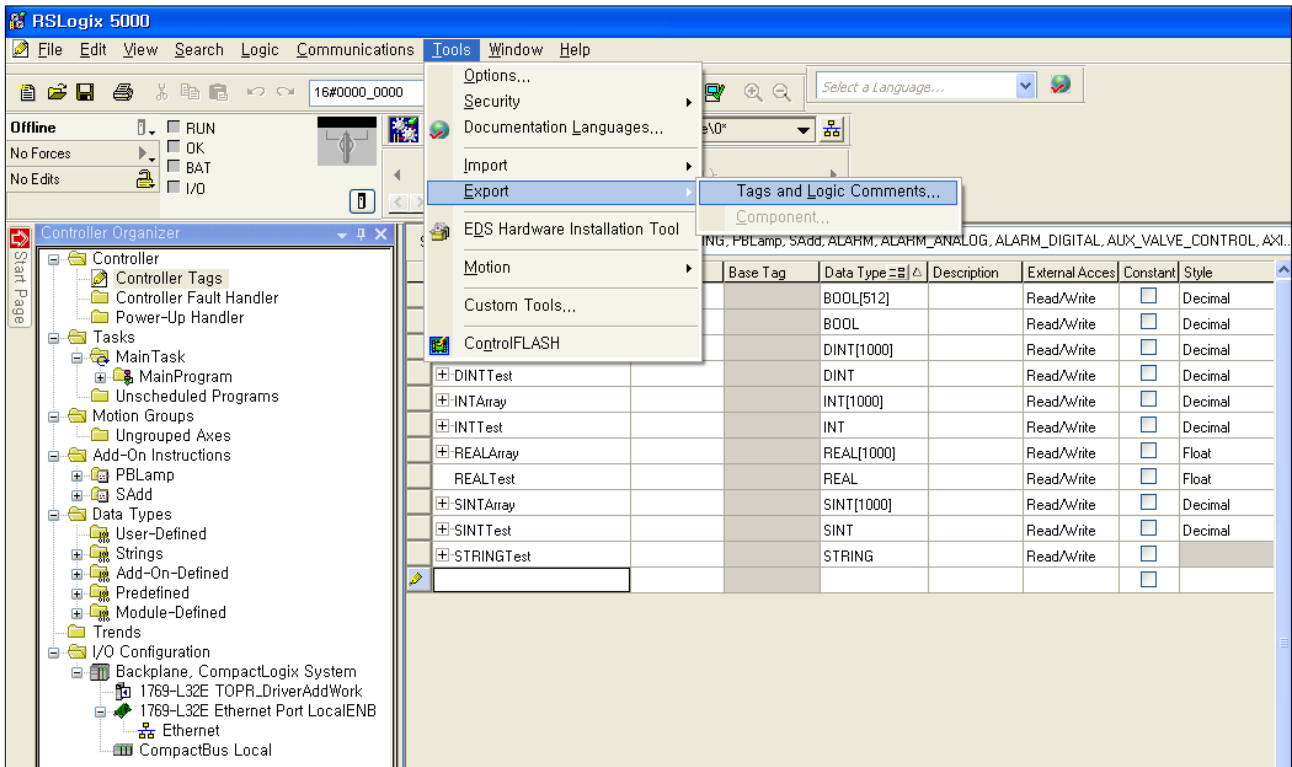 RSLogix 5000
File Edit View Search Logic Communications Tools Window Help
16#0000_0000
Select a Language...
Offline
RUN
No Forces
OK
BAT
No Edits
I/O
Options...
Security
Documentation Languages...
Import
Export
EDS Hardware Installation Tool
Motion
Custom Tools...
ControlFLASH
Tags and Logic Comments...
Component...
Start Page
Controller Organizer
Controller
Controller Tags
Controller Fault Handler
Power-Up Handler
Tasks
MainTask
MainProgram
Unscheduled Programs
Motion Groups
Ungrouped Axes
Add-On Instructions
PBLamp
SAdd
Data Types
User-Defined
Strings
Add-On-Defined
Predefined
Module-Defined
Trends
I/O Configuration
Backplane, CompactLogix System
1769-L32E TOPR_DriverAddWork
1769-L32E Ethernet Port LocalENB
Ethernet
CompactBus Local
NG, PBLamp, SAdd, ALARM, ALARM_ANALOG, ALARM_DIGITAL, AUX_VALVE_CONTROL, AXI...
Base Tag Data Type Description External Acces Constant Style
BOOL[512] Read/Write Decimal
BOOL Read/Write Decimal
DINT[1000] Read/Write Decimal
DINTTest DINT Read/Write Decimal
INTArray INT[1000] Read/Write Decimal
INTTest INT Read/Write Decimal
REALArray REAL[1000] Read/Write Float
REALTest REAL Read/Write Float
SINTArray SINT[1000] Read/Write Decimal
SINTTest SINT Read/Write Decimal
STRINGTest STRING Read/Write